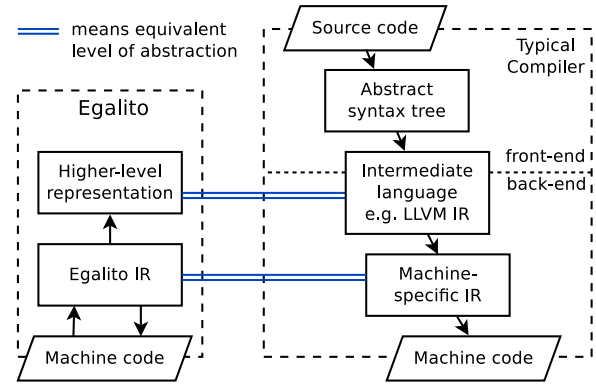 means equivalent
level of abstraction
Egalito
Higher-level
representation
Egalito IR
Machine code
Source code
Typical
Compiler
Abstract
syntax tree
front-end
back-end
Intermediate
language
e.g. LLVM IR
Machine-
specific IR
Machine code